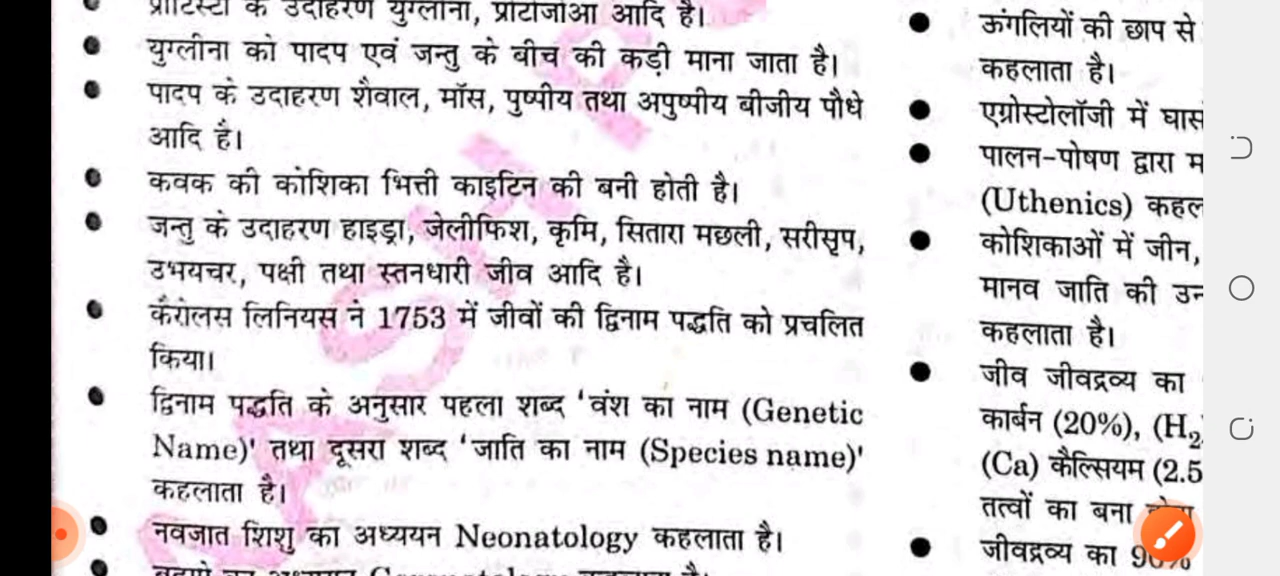 प्रोटिस्टा के उदाहरण युग्लीना, प्रोटोजोआ आदि है।
युग्लीना को पादप एवं जन्तु के बीच की कड़ी माना जाता है।
पादप के उदाहरण शैवाल, मॉस, पुष्पीय तथा अपुष्पीय बीजीय पौधे
आदि है।
कवक की कोशिका भित्ती काइटिन की बनी होती है।
जन्तु के उदाहरण हाइड्रा, जेलीफिश, कृमि, सितारा मछली, सरीसृप,
उभयचर, पक्षी तथा स्तनधारी जीव आदि है।
कैरोलस लिनियस ने 1753 में जीवों की द्विनाम पद्धति को प्रचलित
किया।
द्विनाम पद्धति के अनुसार पहला शब्द 'वंश का नाम (Genetic
Name)' तथा दूसरा शब्द 'जाति का नाम (Species name)'
कहलाता है।
नवजात शिशु का अध्ययन Neonatology कहलाता है।
ऊंगलियों की छाप से
कहलाता है।
एग्रोस्टोलॉजी में घास
पालन-पोषण द्वारा म
(Uthenics) कहल
कोशिकाओं में जीन,
मानव जाति की उन
कहलाता है।
जीव जीवद्रव्य का
कार्बन (20%), (H2
(Ca) कैल्सियम (2.5
तत्वों का बना होता
जीवद्रव्य का 90%